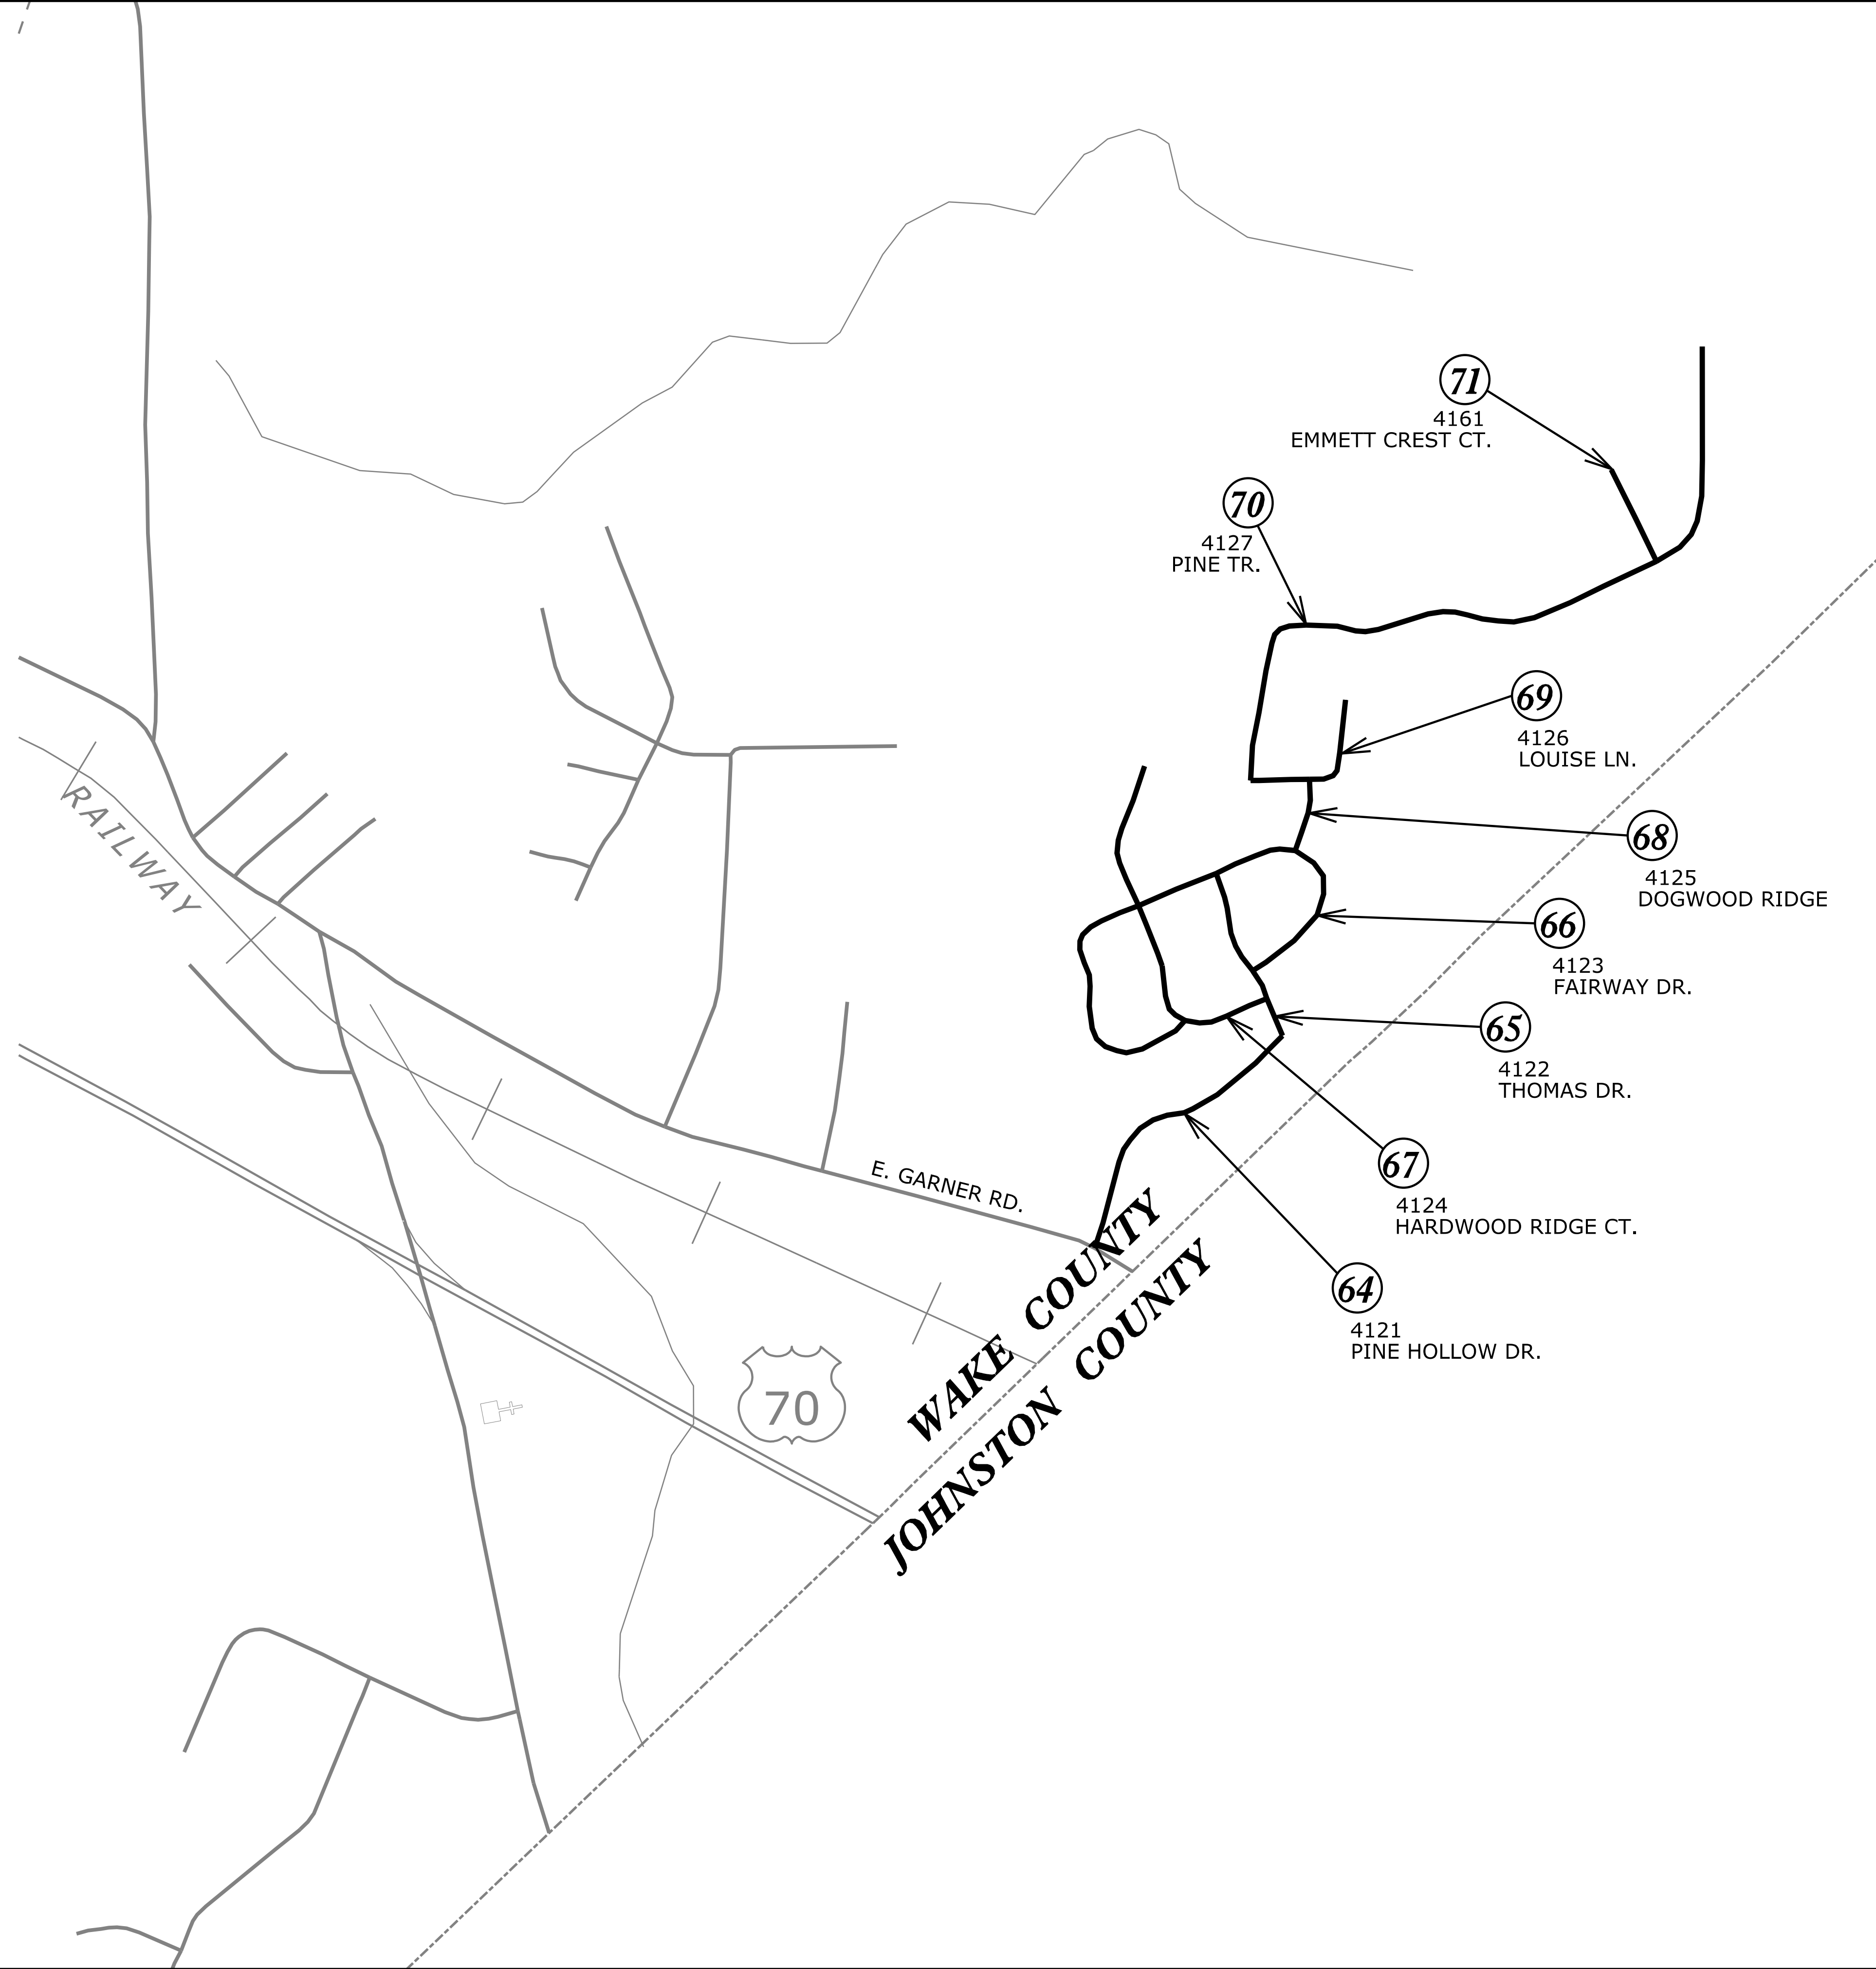 71
4161
EMMETT CREST CT.
70
4127
PINE TR.
69
4126
LOUISE LN.
68
4125
DOGWOOD RIDGE
66
4123
FAIRWAY DR.
65
4122
THOMAS DR.
67
4124
HARDWOOD RIDGE CT.
64
4121
PINE HOLLOW DR.
RAILWAY
E. GARNER RD.
WAKE COUNTY
JOHNSTON COUNTY
70